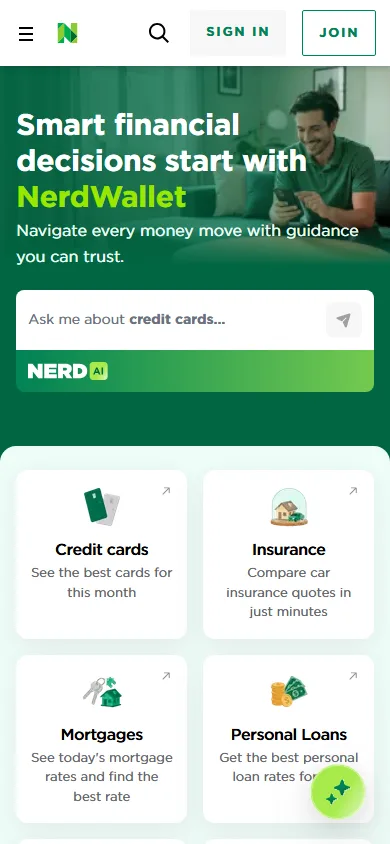 N
SIGN IN
JOIN
Smart financial
decisions start with
NerdWallet
Navigate every money move with guidance
you can trust.
Ask me about credit cards...
NERD AI
Credit cards
See the best cards for
this month
Insurance
Compare car
insurance quotes in
just minutes
Mortgages
See today's mortgage
rates and find the
best rate
Personal Loans
Get the best personal
loan rates for